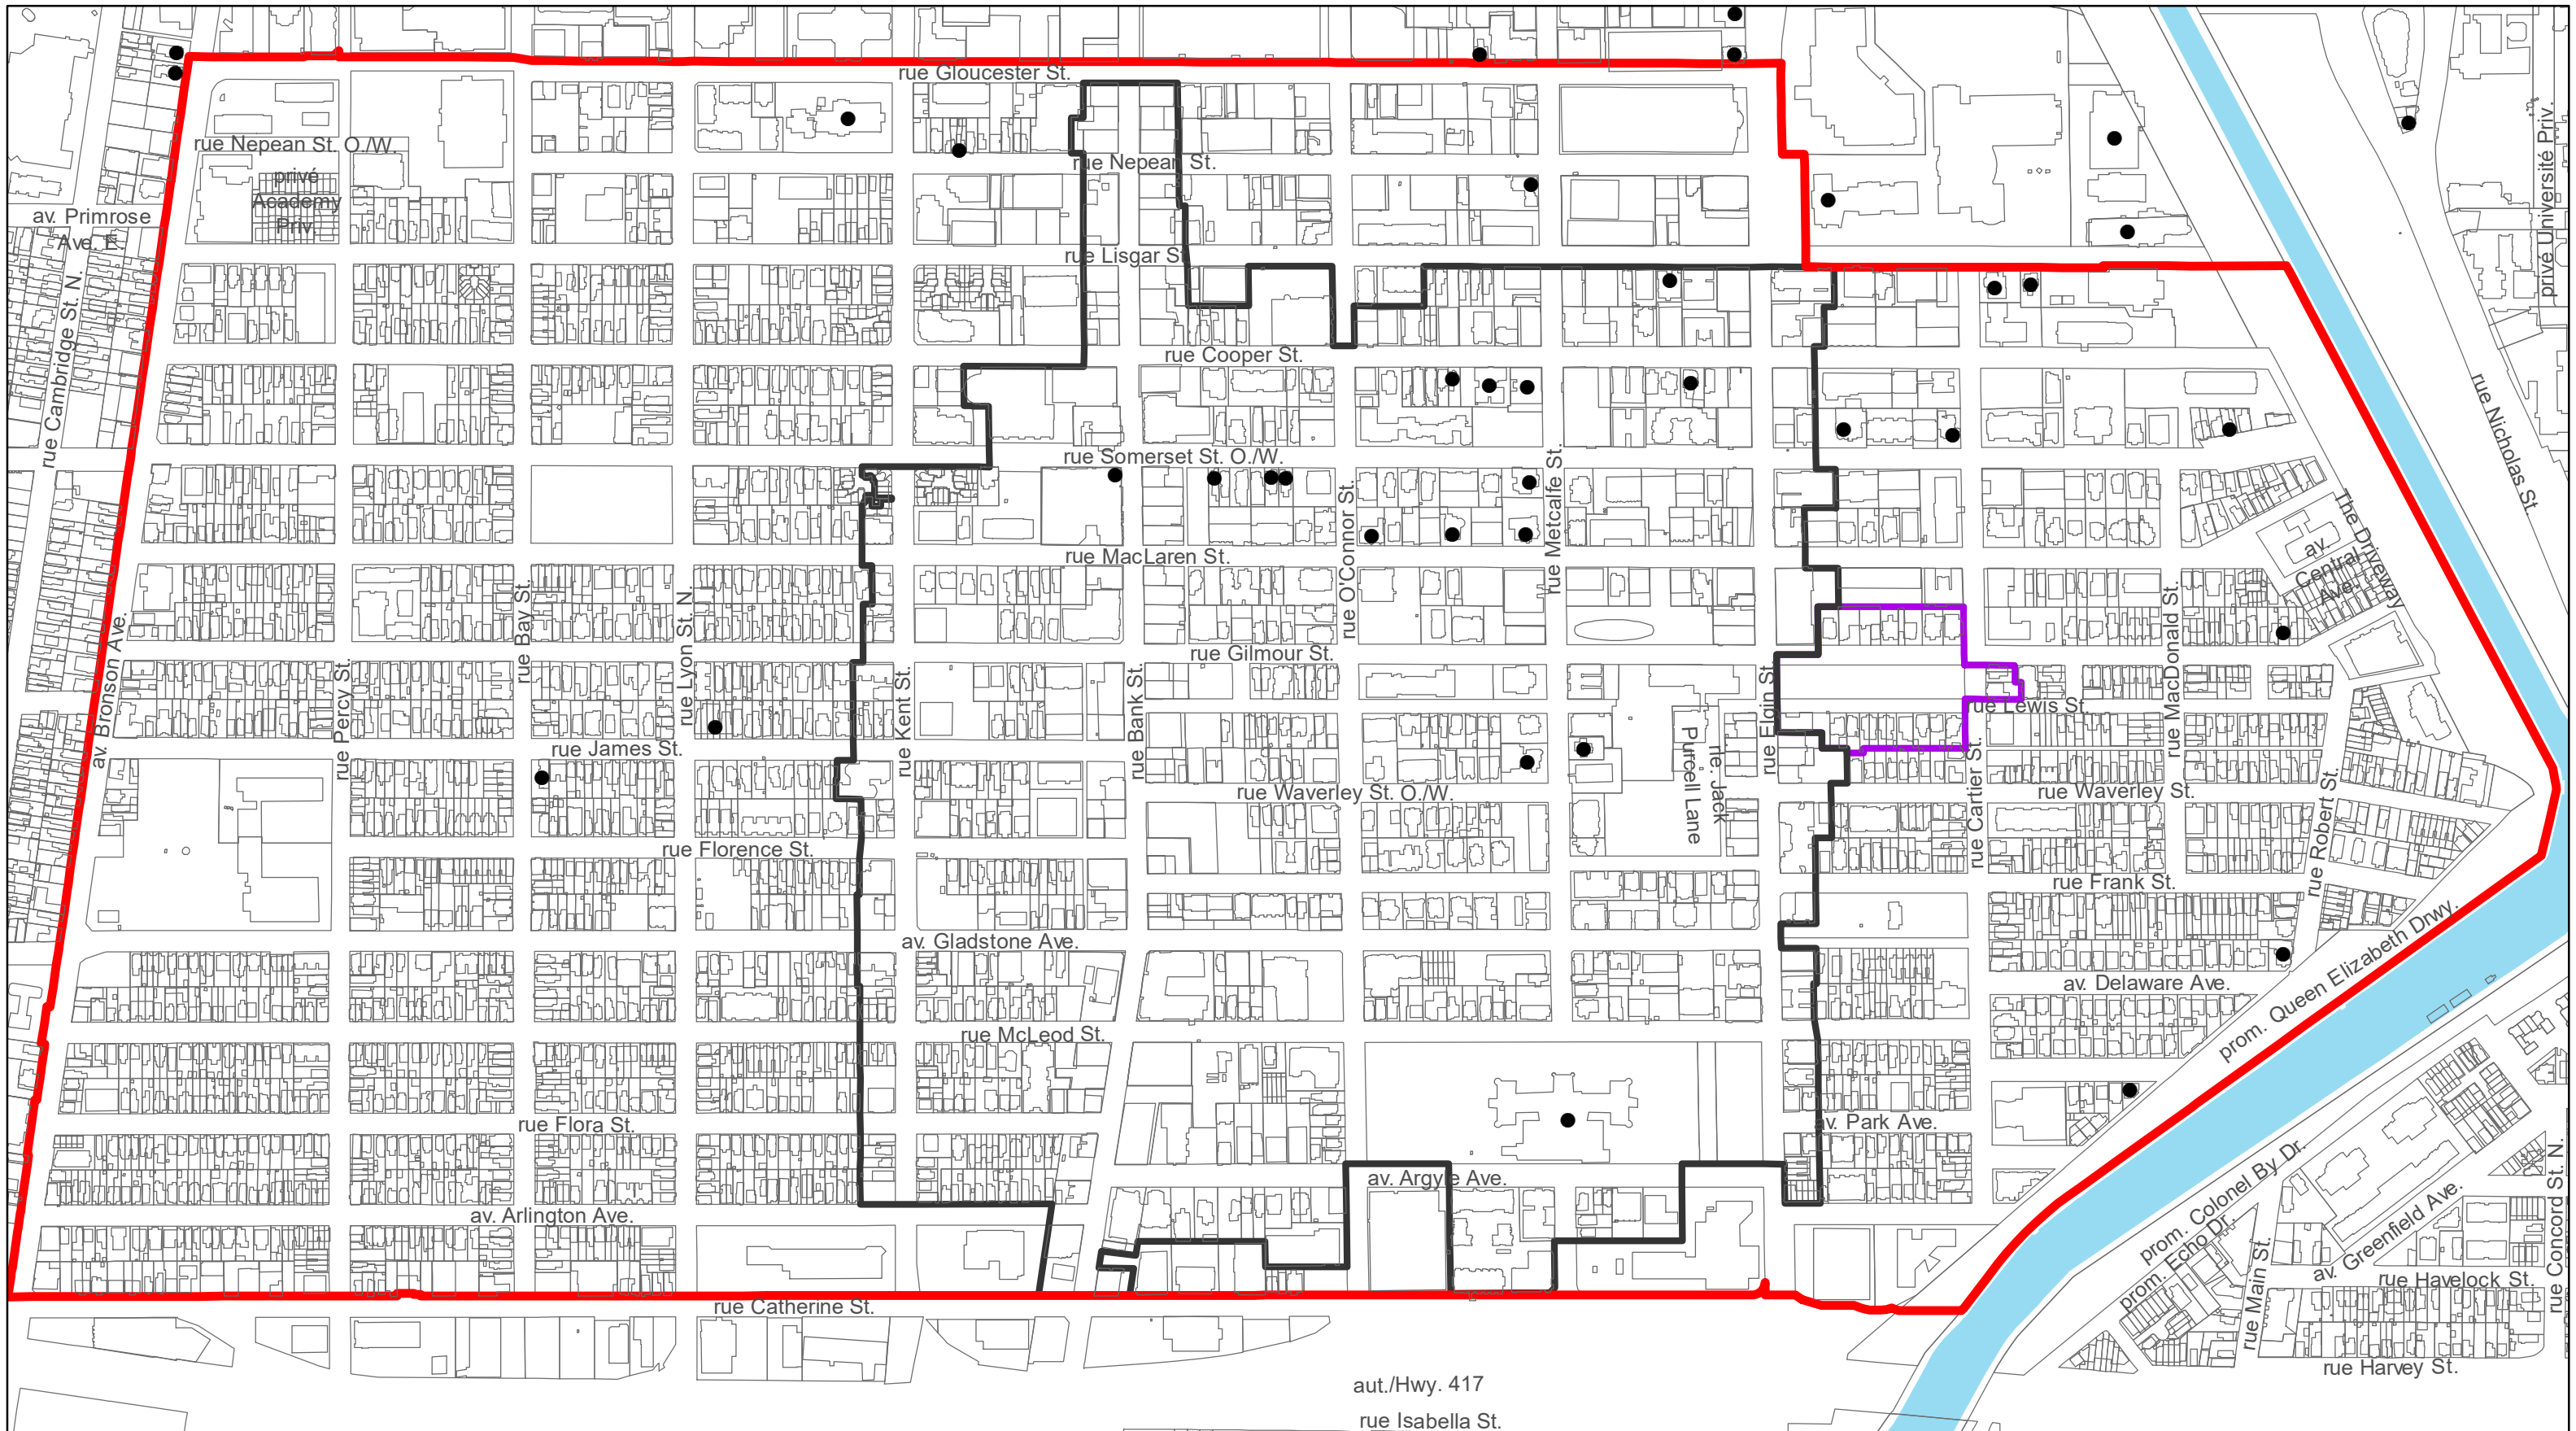 rue Gloucester St.
rue Nepean St. O./W.
rue Nepean St.
privé
Academy
Priv.
av. Primrose
Ave. E.
rue Lisgar St
privé Université Priv.
rue Cambridge St. N.
rue Cooper St.
rue Nicholas St.
rue Somerset St. O./W.
rue O'Connor St.
rue Metcalfe St.
rue MacLaren St.
The Driveway
av.
Central
Ave.
rue Bay St.
rue Lyon St. N.
rue MacDonald St.
rue Gilmour St.
av. Bronson Ave.
rue Percy St.
rue Kent St.
rue Bank St.
rue Elgin St.
rue Lewis St.
rue James St.
rue Jack
Purcell Lane
rue Cartier St.
rue Waverley St. O./W.
rue Waverley St.
rue Robert St.
rue Florence St.
rue Frank St.
av. Gladstone Ave.
prom. Queen Elizabeth Drwy.
av. Delaware Ave.
rue McLeod St.
rue Flora St.
av. Park Ave.
av. Argyle Ave.
prom. Colonel By Dr.
rue Concord St. N.
av. Arlington Ave.
prom. Echo Dr.
av. Greenfield Ave.
rue Main St.
rue Havelock St.
rue Catherine St.
rue Harvey St.
aut./Hwy. 417
rue Isabella St.